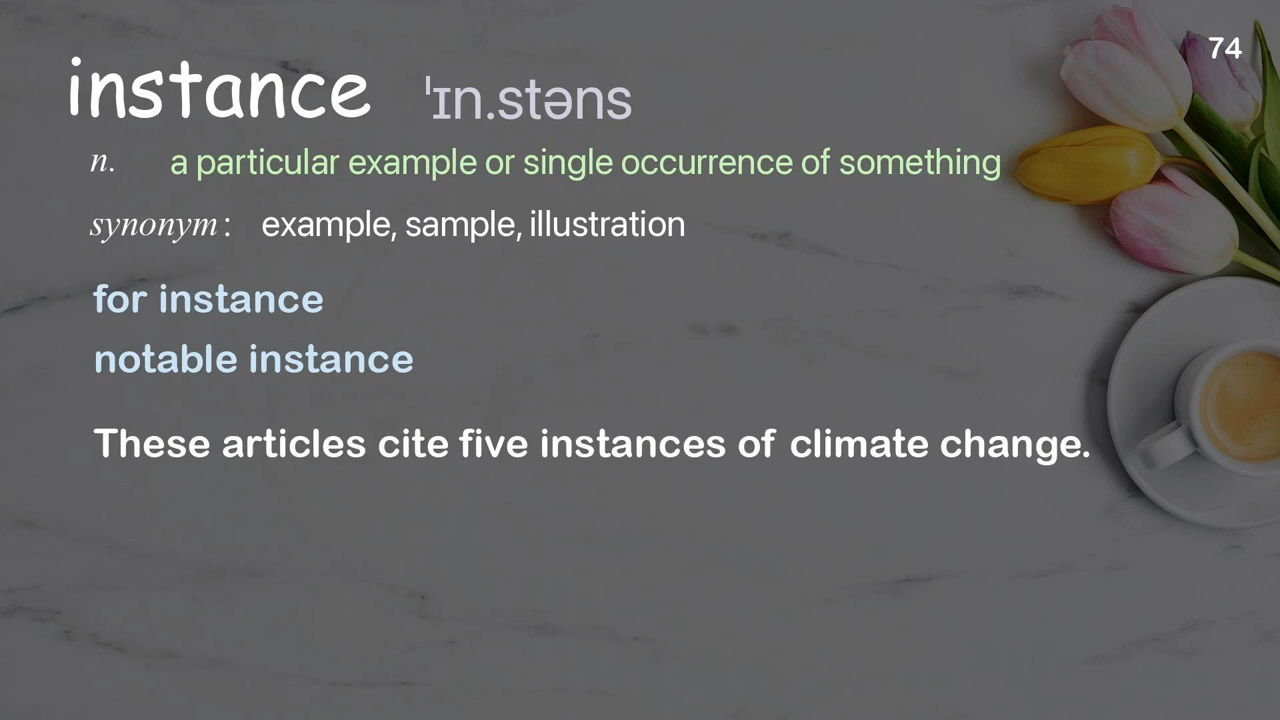 74
instance ˈɪn.stəns
n. a particular example or single occurrence of something
synonym: example, sample, illustration
for instance
notable instance
These articles cite five instances of climate change.